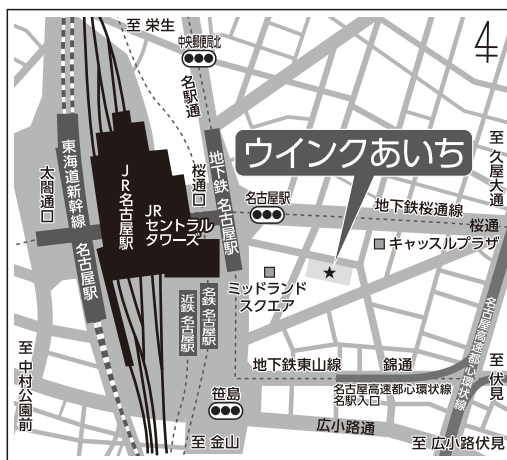 至 栄生
中央郵便局北
名駅通
4
ウインクあいち
至 久屋大通
東海道新幹線 名古屋駅
太閤通口
JR名古屋駅
JR
セントラル
タワーズ
桜通口
地下鉄 名古屋駅
名古屋駅
地下鉄桜通線
桜通
キャッスルプラザ
ミッドランド
スクエア
近鉄 名古屋駅
名鉄 名古屋駅
名古屋高速都心環状線
至 中村公園前
地下鉄東山線
錦通
至 伏見
名古屋高速都心環状線
名駅入口
笹島
広小路通
至 金山
至 広小路伏見